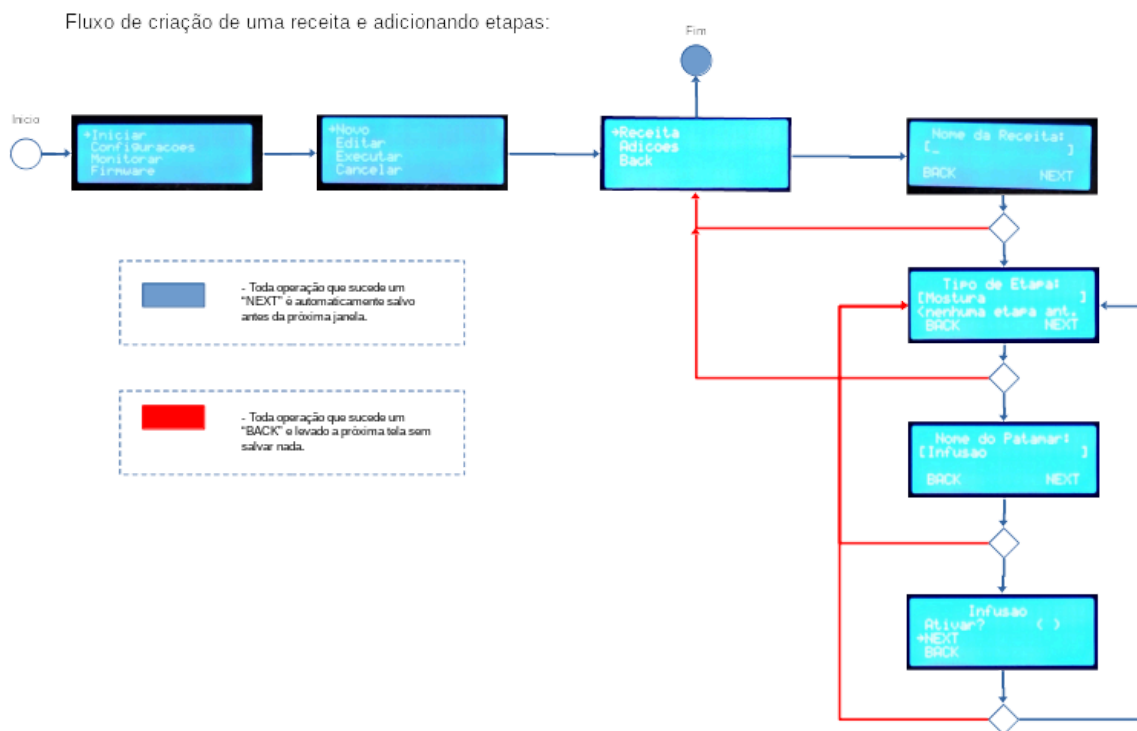 Fluxo de criação de uma receita e adicionando etapas:
Fim
Inicio
→Iniciar
Configuracoes
Monitorar
Firmware
→Novo
Editar
Executar
Cancelar
→Receita
Adicoes
Back
Nome da Receita:
[_ ]
BACK NEXT
- Toda operação que sucede um
“NEXT” é automaticamente salvo
antes da próxima janela.
Tipo de Etapa:
[Mostura ]
<nenhuma etapa ant.
BACK NEXT
- Toda operação que sucede um
“BACK” e levado a próxima tela sem
salvar nada.
Nome do Patamar:
[Infusao ]
BACK NEXT
Infusao
Ativar? ( )
→NEXT
BACK